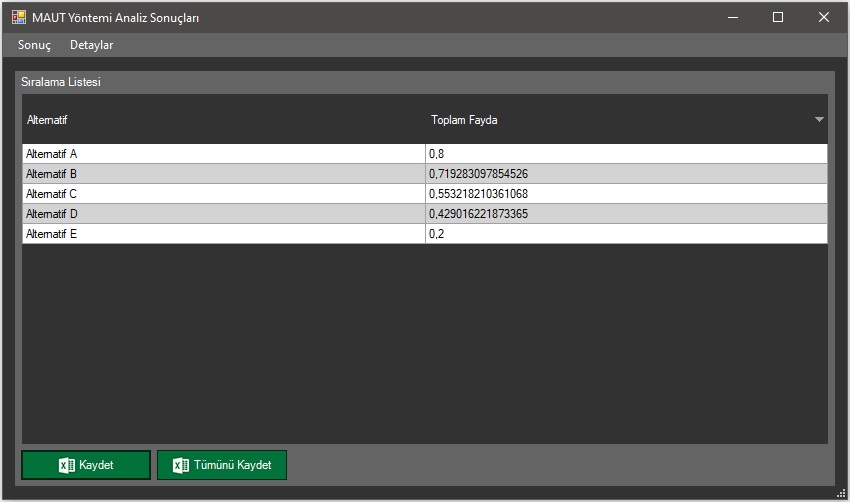 MAUT Yöntemi Analiz Sonuçları
Sonuç Detaylar
Sıralama Listesi
Alternatif Toplam Fayda
Alternatif A 0,8
Alternatif B 0,719283097854526
Alternatif C 0,553218210361068
Alternatif D 0,429016221873365
Alternatif E 0,2
Kaydet Tümünü Kaydet